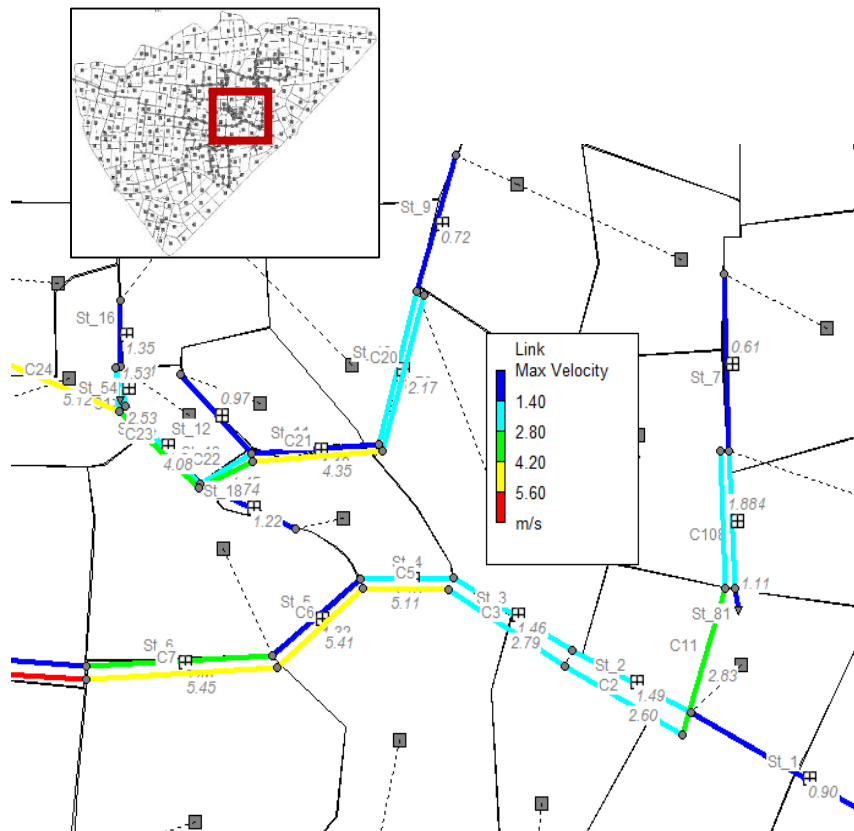 St_9
0.72
St_16
1.35
C20
2.17
Link
Max Velocity
1.40
2.80
4.20
5.60
m/s
0.61
St_7
C24
5.12
1.53
St_54
2.53
C23
0.97
St_12
C21
4.35
4.08
C22
St_18
1.22
1.884
C108
1.11
St_81
C5
5.11
St_5
C6
5.41
St_3
C3
1.46
2.79
St_6
C7
5.45
St_2
C2
1.49
2.60
C11
2.83
St_1
0.90